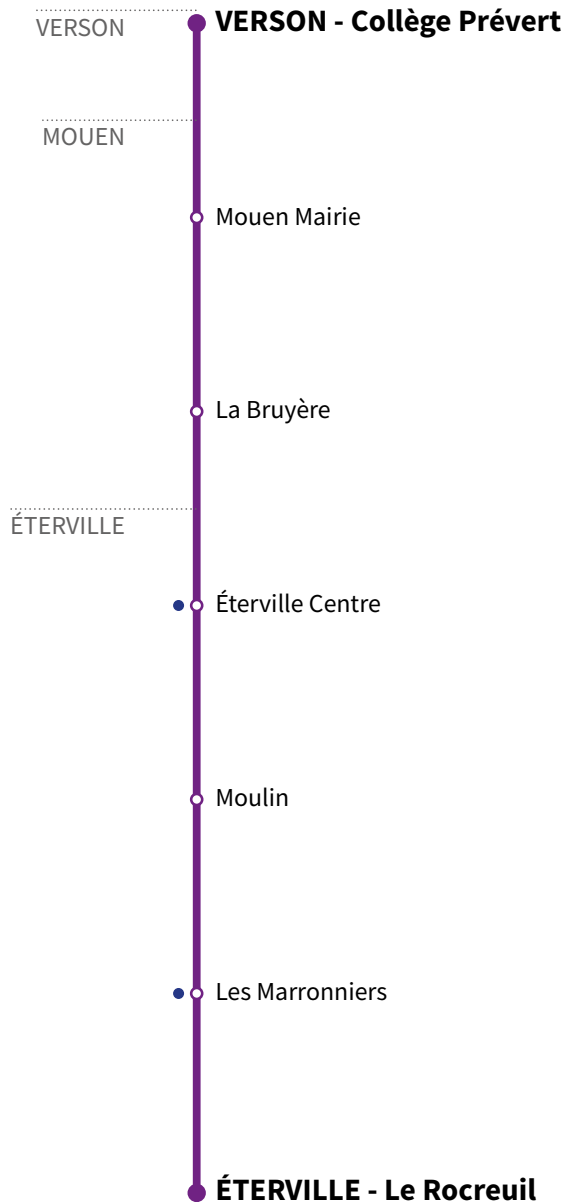 VERSON
VERSON - Collège Prévert
MOUEN
Mouen Mairie
La Bruyère
ÉTERVILLE
Éterville Centre
Moulin
Les Marronniers
ÉTERVILLE - Le Rocreuil